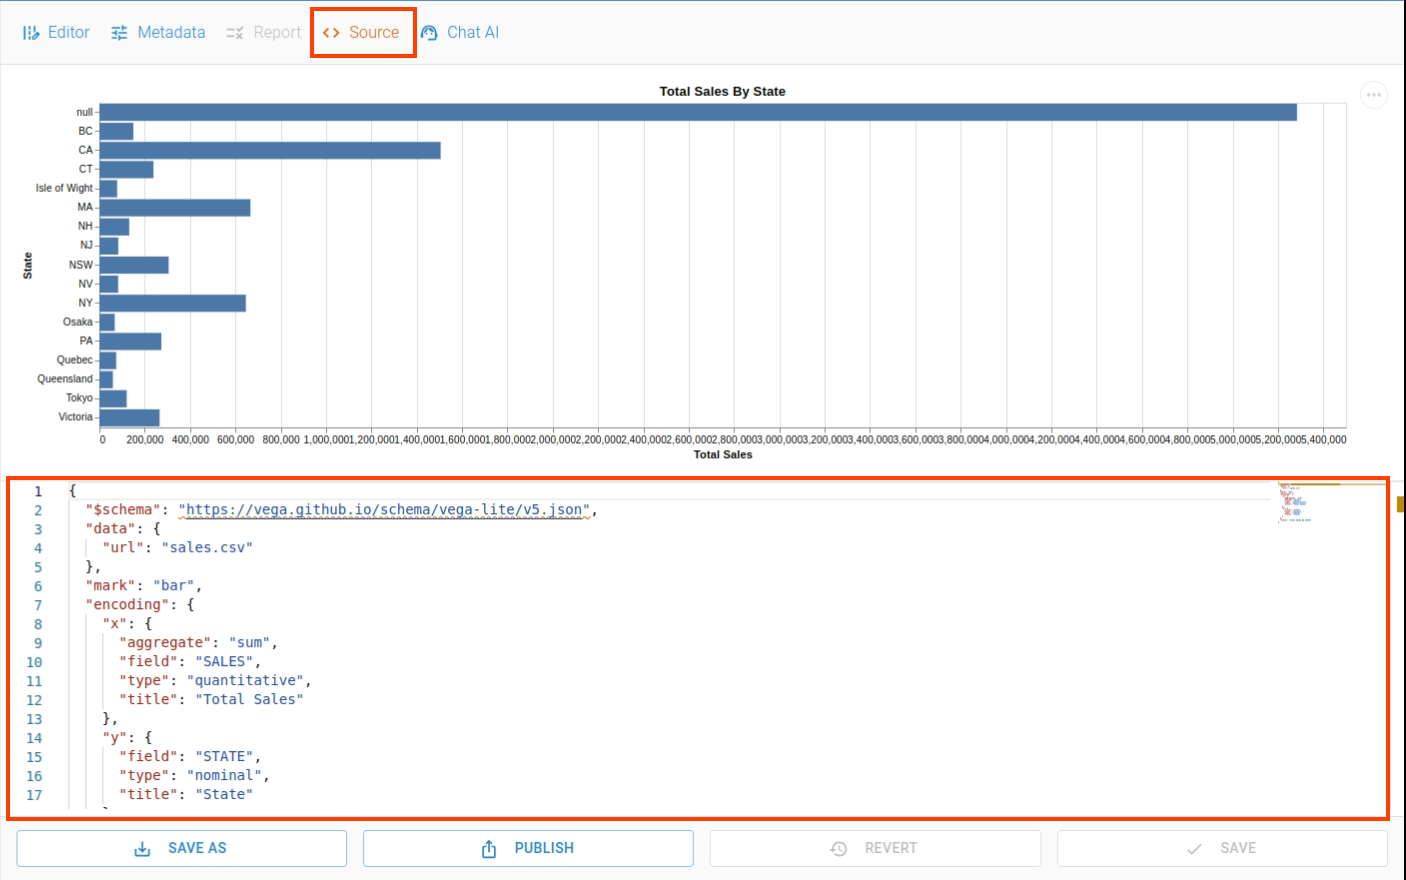 Editor Metadata Report Source Chat AI
Total Sales By State
null
BC
CA
CT
Isle of Wight
MA
NH
NJ
NSW
NV
NY
Osaka
PA
Quebec
Queensland
Tokyo
Victoria
State
0 200,000 400,000 600,000 800,000 1,000,000 1,200,000 1,400,000 1,600,000 1,800,000 2,000,000 2,200,000 2,400,000 2,600,000 2,800,000 3,000,000 3,200,000 3,400,000 3,600,000 3,800,000 4,000,000 4,200,000 4,400,000 4,600,000 4,800,000 5,000,000 5,200,000 5,400,000
Total Sales
1 {
2 "$schema": "https://vega.github.io/schema/vega-lite/v5.json",
3 "data": {
4 "url": "sales.csv"
5 },
6 "mark": "bar",
7 "encoding": {
8 "x": {
9 "aggregate": "sum",
10 "field": "SALES",
11 "type": "quantitative",
12 "title": "Total Sales"
13 },
14 "y": {
15 "field": "STATE",
16 "type": "nominal",
17 "title": "State"
SAVE AS PUBLISH REVERT SAVE